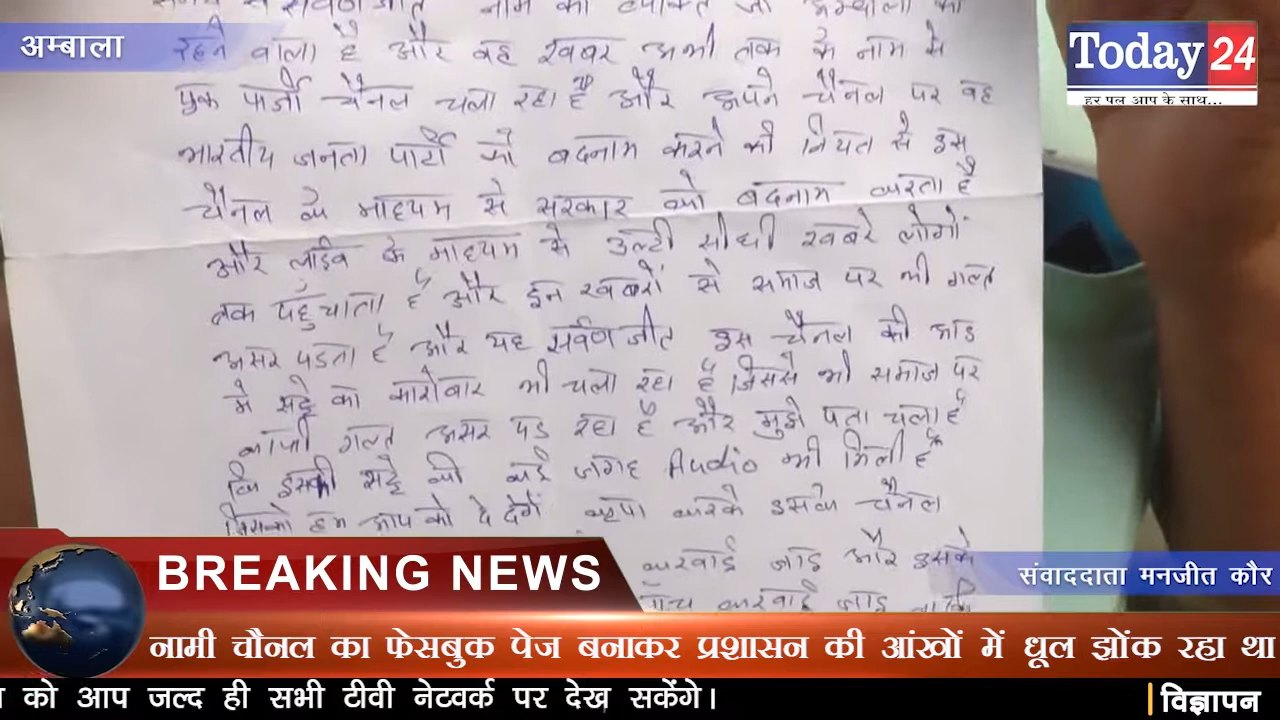 अम्बाला
Today 24
हर पल आप के साथ...
नाम का व्यक्ति जो अम्बाला का
रहने वाला है और वह खबर अभी तक के नाम से
एक फर्जी चैनल चला रहा है और अपने चैनल पर वह
भारतीय जनता पार्टी को बदनाम करने की नियत से इस
चैनल के माध्यम से सरकार को बदनाम करता है
और लाईव के माध्यम से उल्टी सीधी खबरे लोगों
तक पहुंचाता है और इन खबरों से समाज पर भी गलत
असर पडता है और यह सर्वणजीत इस चैनल की आड
मे सट्टे का कारोबार भी चला रहा है जिससे भी समाज पर
काफी गलत असर पड रहा है और मुझे पता चला है
कि इसकी सट्टे की कई जगह Audio भी मिली है
जिसको हम आप को दे देगें कृपा करके इसके चैनल
करवाई जाइ और इसके
जांच करवाई जाइ ताकि
BREAKING NEWS
संवाददाता मनजीत कौर
नामी चौनल का फेसबुक पेज बनाकर प्रशासन की आंखों में धूल झोंक रहा था
को आप जल्द ही सभी टीवी नेटवर्क पर देख सकेंगे।
विज्ञापन